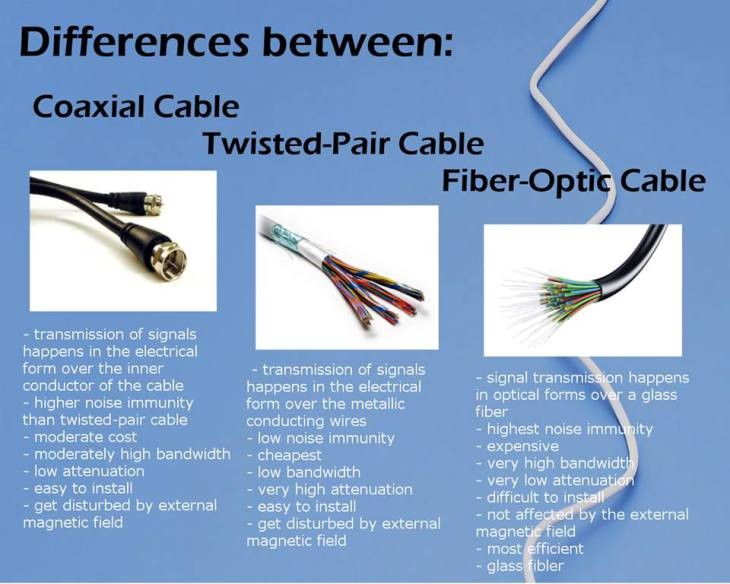 Differences between:
Coaxial Cable
Twisted-Pair Cable
Fiber-Optic Cable
- transmission of signals
happens in the electrical
form over the inner
conductor of the cable
- higher noise immunity
than twisted-pair cable
- moderate cost
- moderately high bandwidth
- low attenuation
- easy to install
- get disturbed by external
magnetic field
- transmission of signals
happens in the electrical
form over the metallic
conducting wires
- low noise immunity
- cheapest
- low bandwidth
- very high attenuation
- easy to install
- get disturbed by external
magnetic field
- signal transmission happens
in optical forms over a glass
fiber
- highest noise immunity
- expensive
- very high bandwidth
- very low attenuation
- difficult to install
- not affected by the external
magnetic field
- most efficient
- glass fibler